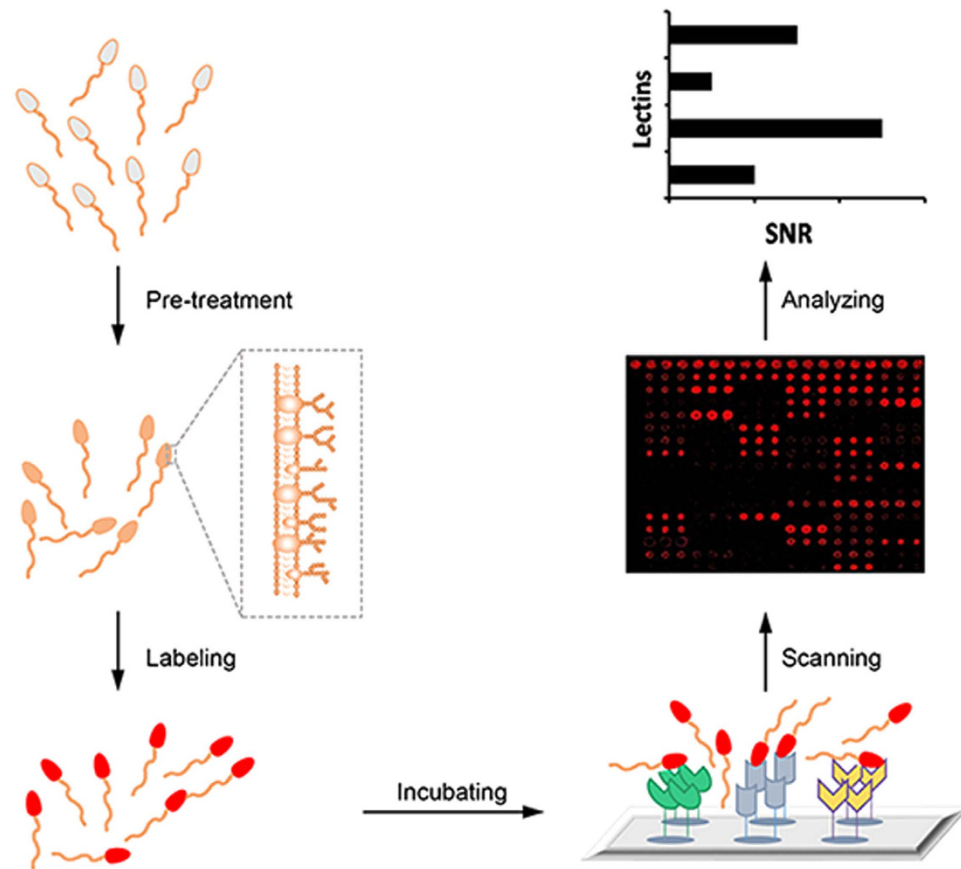 Pre-treatment
Labeling
Incubating
Scanning
Analyzing
Lectins
SNR